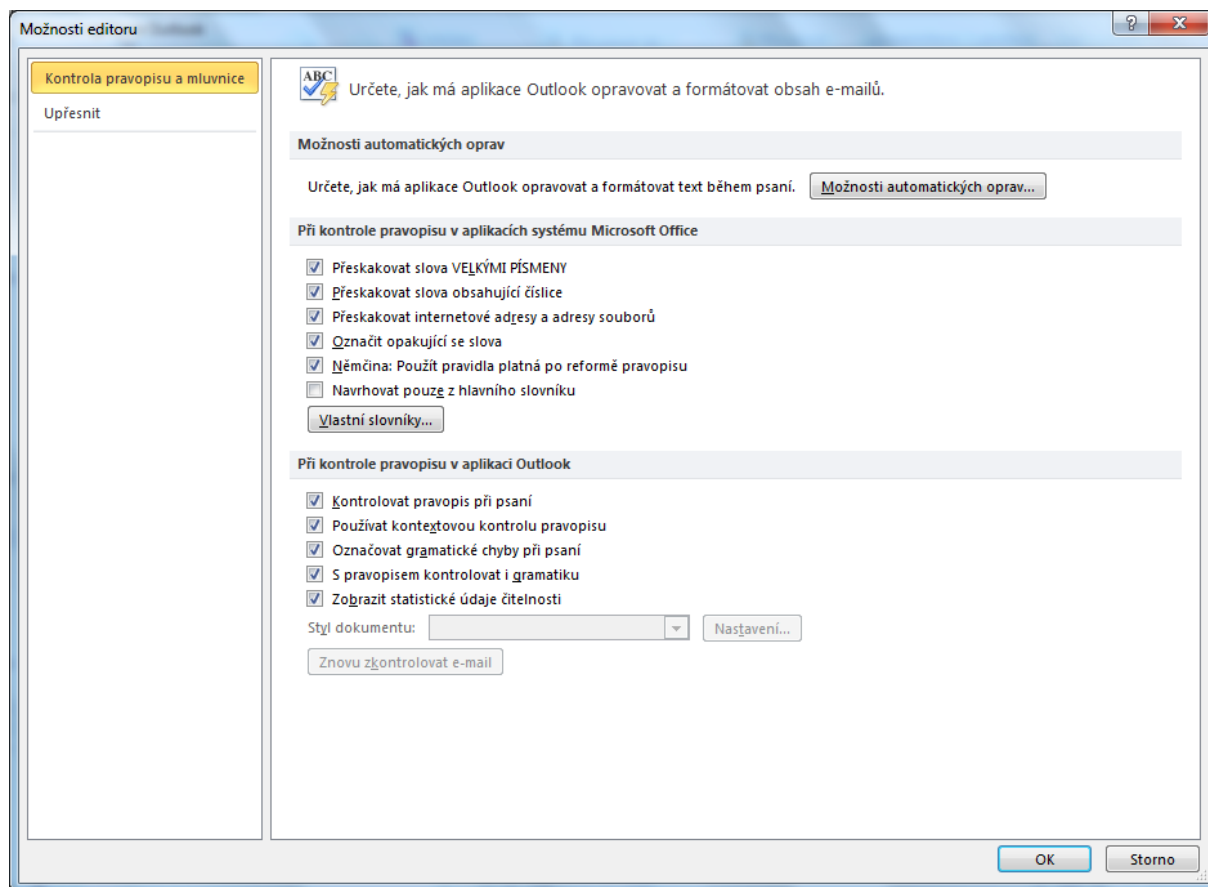 Možnosti editoru
Kontrola pravopisu a mluvnice
Upřesnit
ABC
Určete, jak má aplikace Outlook opravovat a formátovat obsah e-mailů.
Možnosti automatických oprav
Určete, jak má aplikace Outlook opravovat a formátovat text během psaní. Možnosti automatických oprav...
Při kontrole pravopisu v aplikacích systému Microsoft Office
Přeskakovat slova VELKÝMI PÍSMENY
Přeskakovat slova obsahující číslice
Přeskakovat internetové adresy a adresy souborů
Označit opakující se slova
Němčina: Použít pravidla platná po reformě pravopisu
Navrhovat pouze z hlavního slovníku
Vlastní slovníky...
Při kontrole pravopisu v aplikaci Outlook
Kontrolovat pravopis při psaní
Používat kontextovou kontrolu pravopisu
Označovat gramatické chyby při psaní
S pravopisem kontrolovat i gramatiku
Zobrazit statistické údaje čitelnosti
Styl dokumentu: Nastavení...
Znovu zkontrolovat e-mail
OK Storno